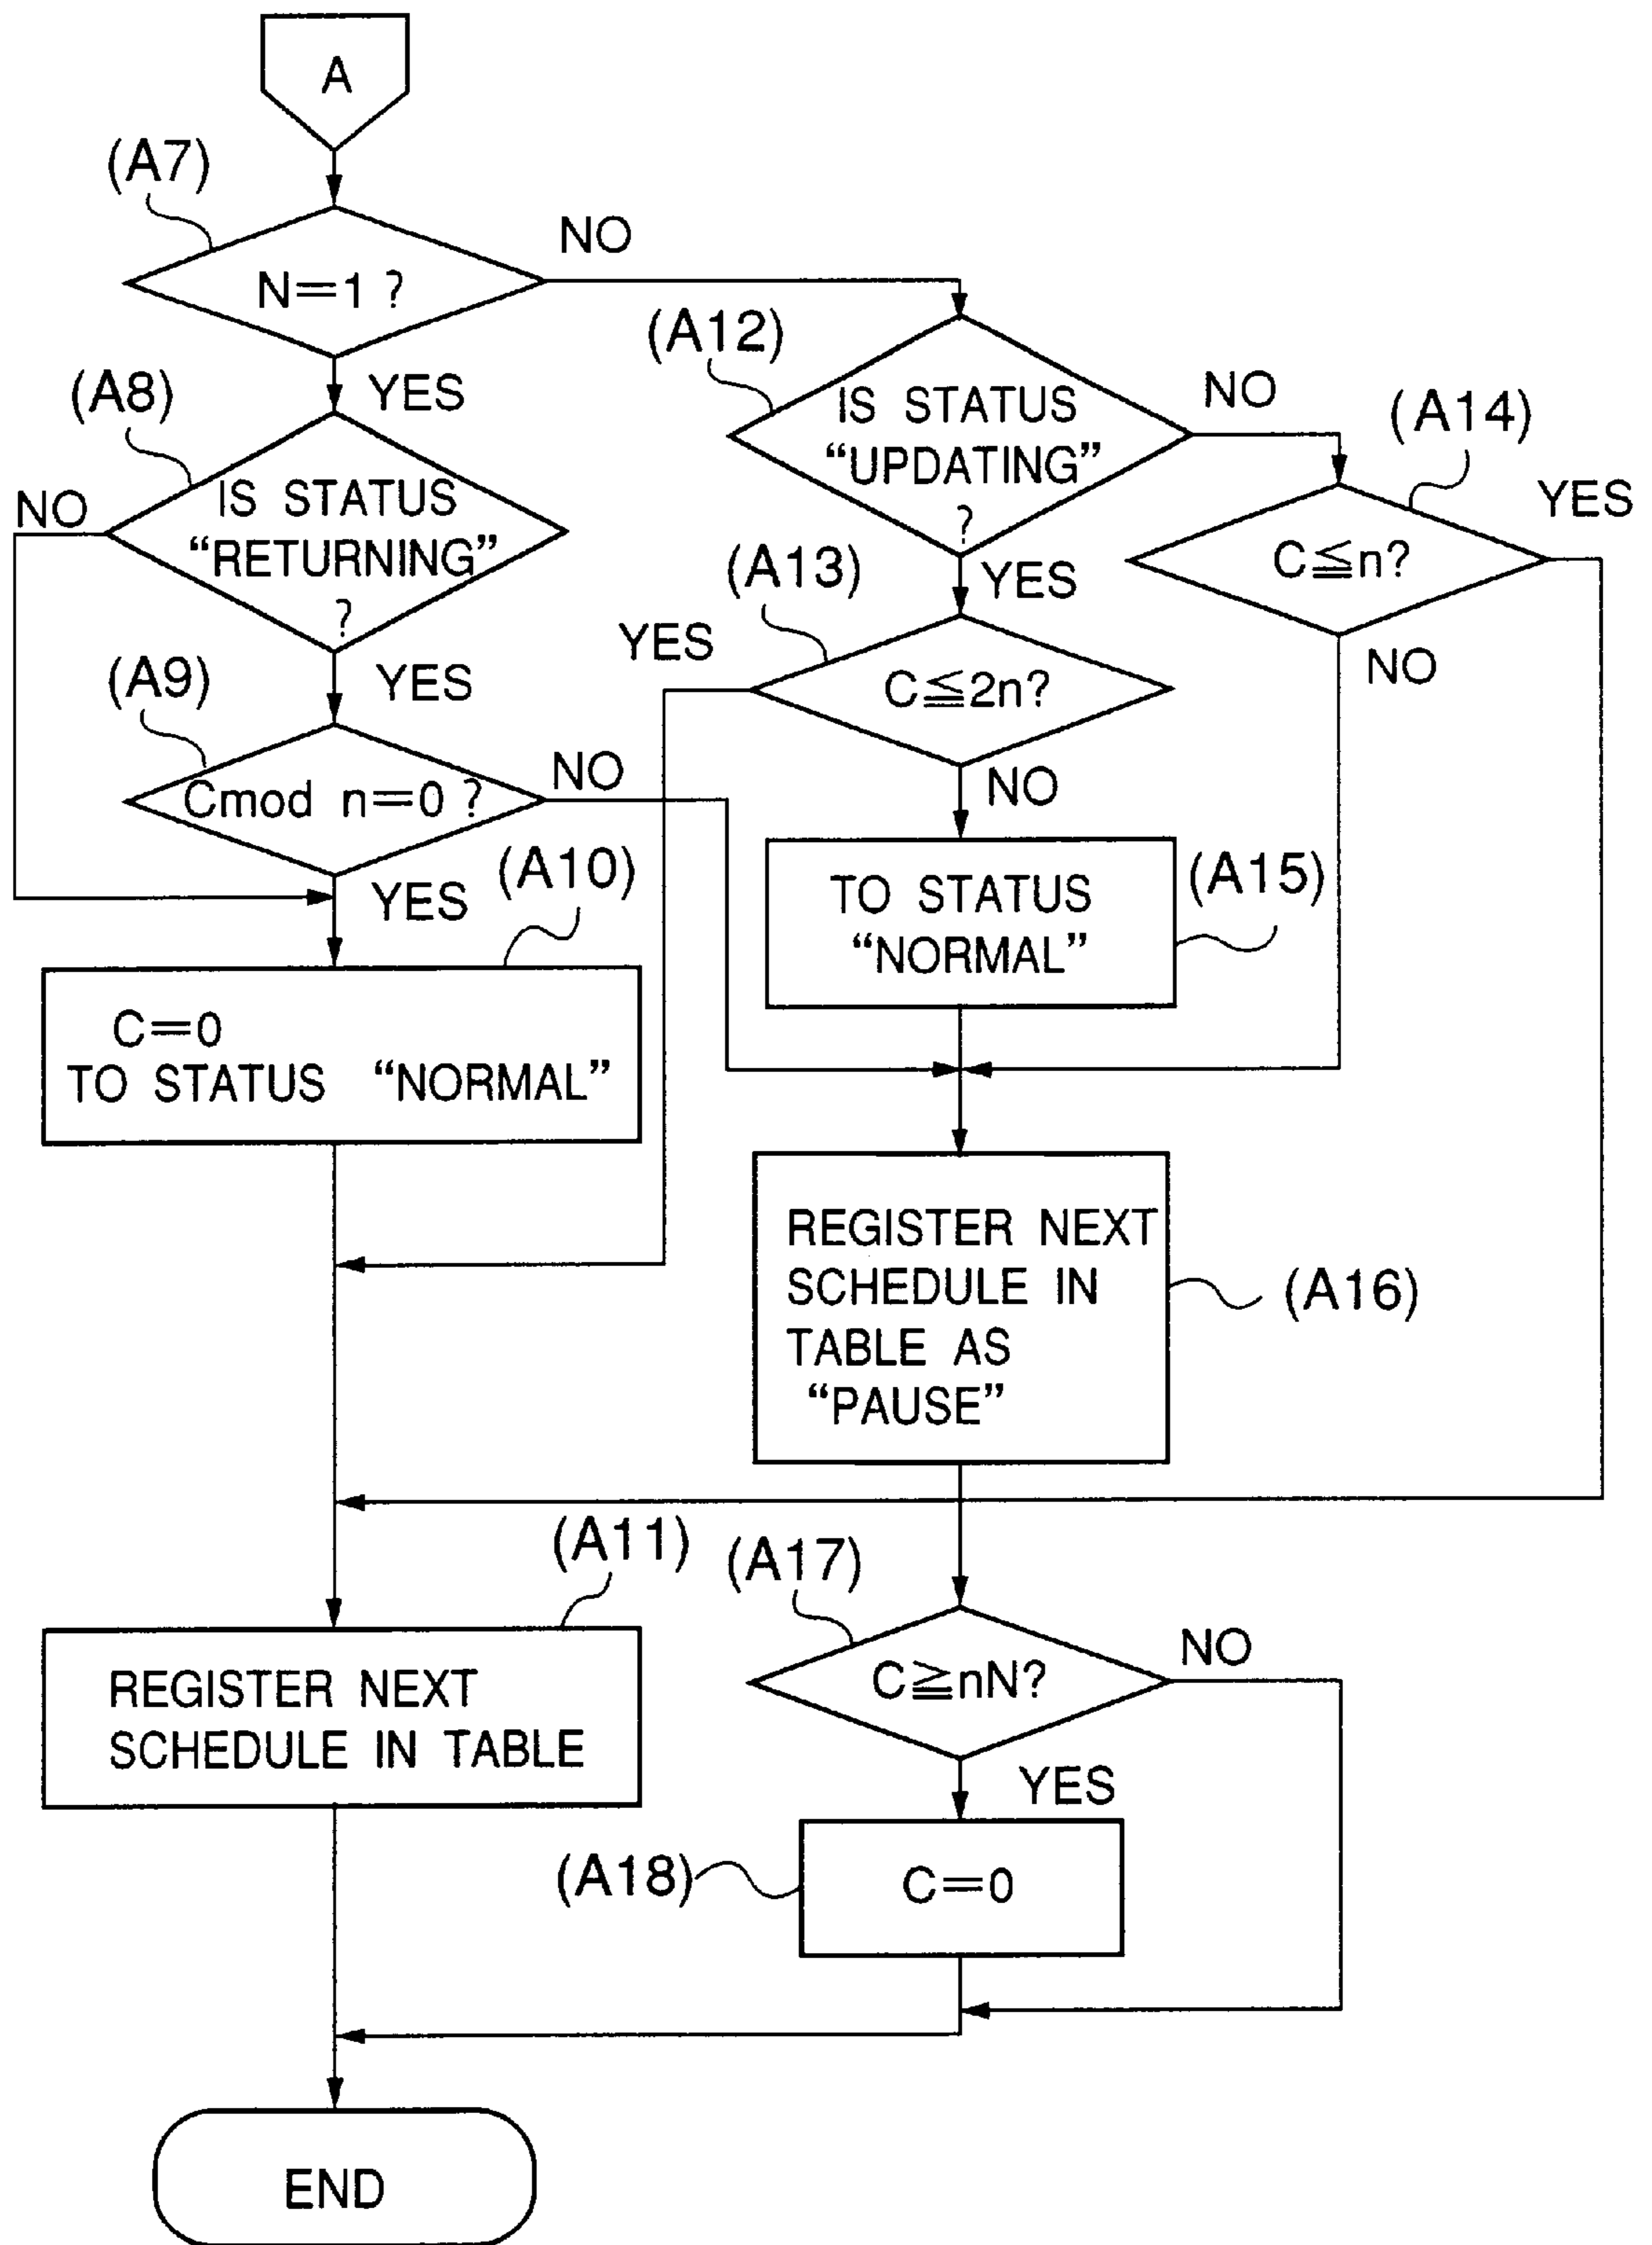 A
(A7)
N=1 ?
NO
YES
(A8)
IS STATUS
“RETURNING”
?
NO
YES
(A9)
Cmod n=0 ?
NO
YES
(A10)
C=0
TO STATUS “NORMAL”
(A12)
IS STATUS
“UPDATING”
?
NO
YES
(A13)
C≦2n?
YES
NO
(A14)
C≦n?
YES
NO
TO STATUS
“NORMAL”
(A15)
REGISTER NEXT
SCHEDULE IN
TABLE AS
“PAUSE”
(A16)
(A11)
REGISTER NEXT
SCHEDULE IN TABLE
(A17)
C≧nN?
NO
YES
(A18)
C=0
END